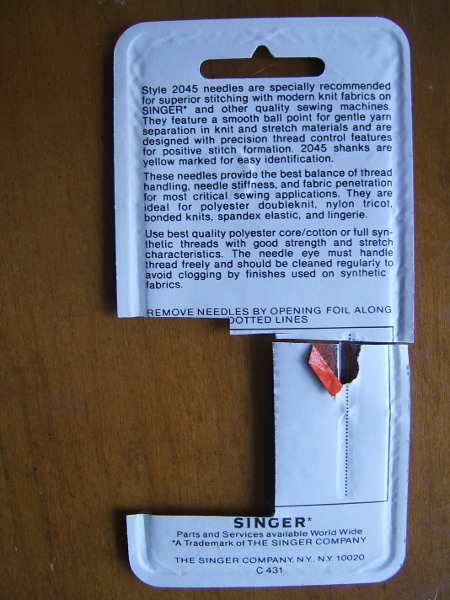 Style 2045 needles are specially recommended
for superior stitching with modern knit fabrics on
SINGER* and other quality sewing machines.
They feature a smooth ball point for gentle yarn
separation in knit and stretch materials and are
designed with precision thread control features
for positive stitch formation. 2045 shanks are
yellow marked for easy identification.
These needles provide the best balance of thread
handling, needle stiffness, and fabric penetration
for most critical sewing applications. They are
ideal for polyester doubleknit, nylon tricot,
bonded knits, spandex elastic, and lingerie.
Use best quality polyester core/cotton or full syn-
thetic threads with good strength and stretch
characteristics. The needle eye must handle
thread freely and should be cleaned regularly to
avoid clogging by finishes used on synthetic
fabrics.
REMOVE NEEDLES BY OPENING FOIL ALONG
DOTTED LINES
SINGER*
Parts and Services available World Wide
*A Trademark of THE SINGER COMPANY
THE SINGER COMPANY, N.Y. N.Y 10020
C 431